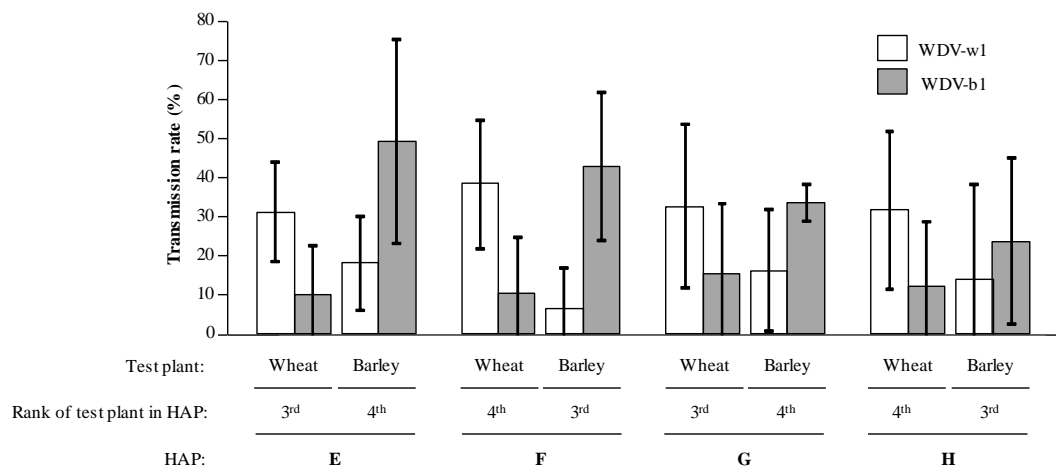 80
70
60
50
40
30
20
10
0
Transmission rate (%)
WDV-w1
WDV-b1
Test plant: Wheat Barley Wheat Barley Wheat Barley Wheat Barley
Rank of test plant in HAP: 3rd 4th 4th 3rd 3rd 4th 4th 3rd
HAP: E F G H